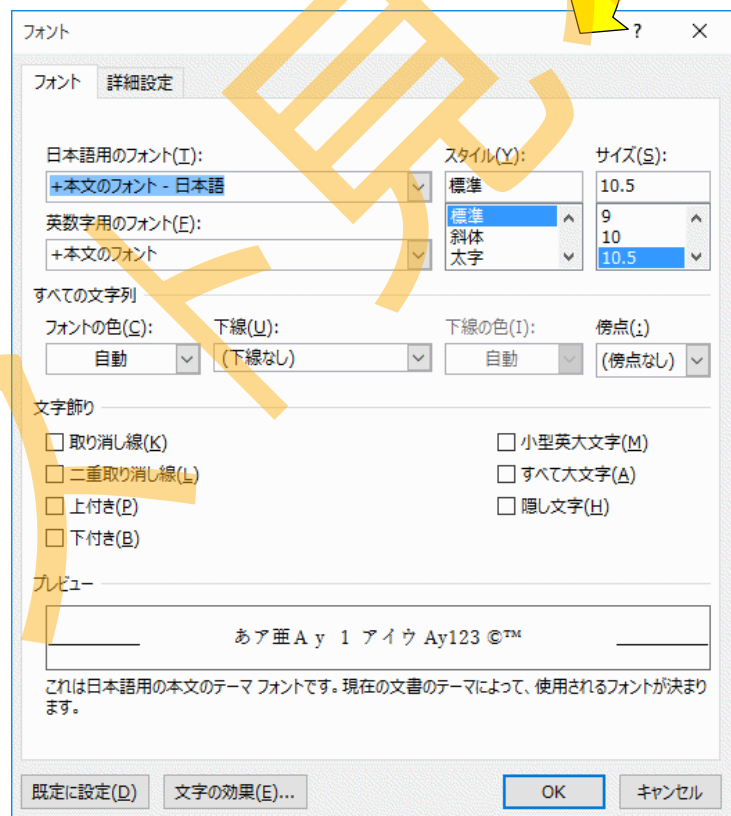 フォント ? ×
フォント 詳細設定
日本語用のフォント(T): スタイル(Y): サイズ(S):
+本文のフォント - 日本語 標準 10.5
標準 9
英数字用のフォント(F): 斜体 10
+本文のフォント 太字 10.5
すべての文字列
フォントの色(C): 下線(U): 下線の色(I): 傍点(:)
自動 (下線なし) 自動 (傍点なし)
文字飾り
取り消し線(K) 小型英大文字(M)
二重取り消し線(L) すべて大文字(A)
上付き(P) 隠し文字(H)
下付き(B)
プレビュー
あア亜Ay 1 アイウ Ay123 ©™
これは日本語用の本文のテーマ フォントです。現在の文書のテーマによって、使用されるフォントが決まり
ます。
既定に設定(D) 文字の効果(E)... OK キャンセル